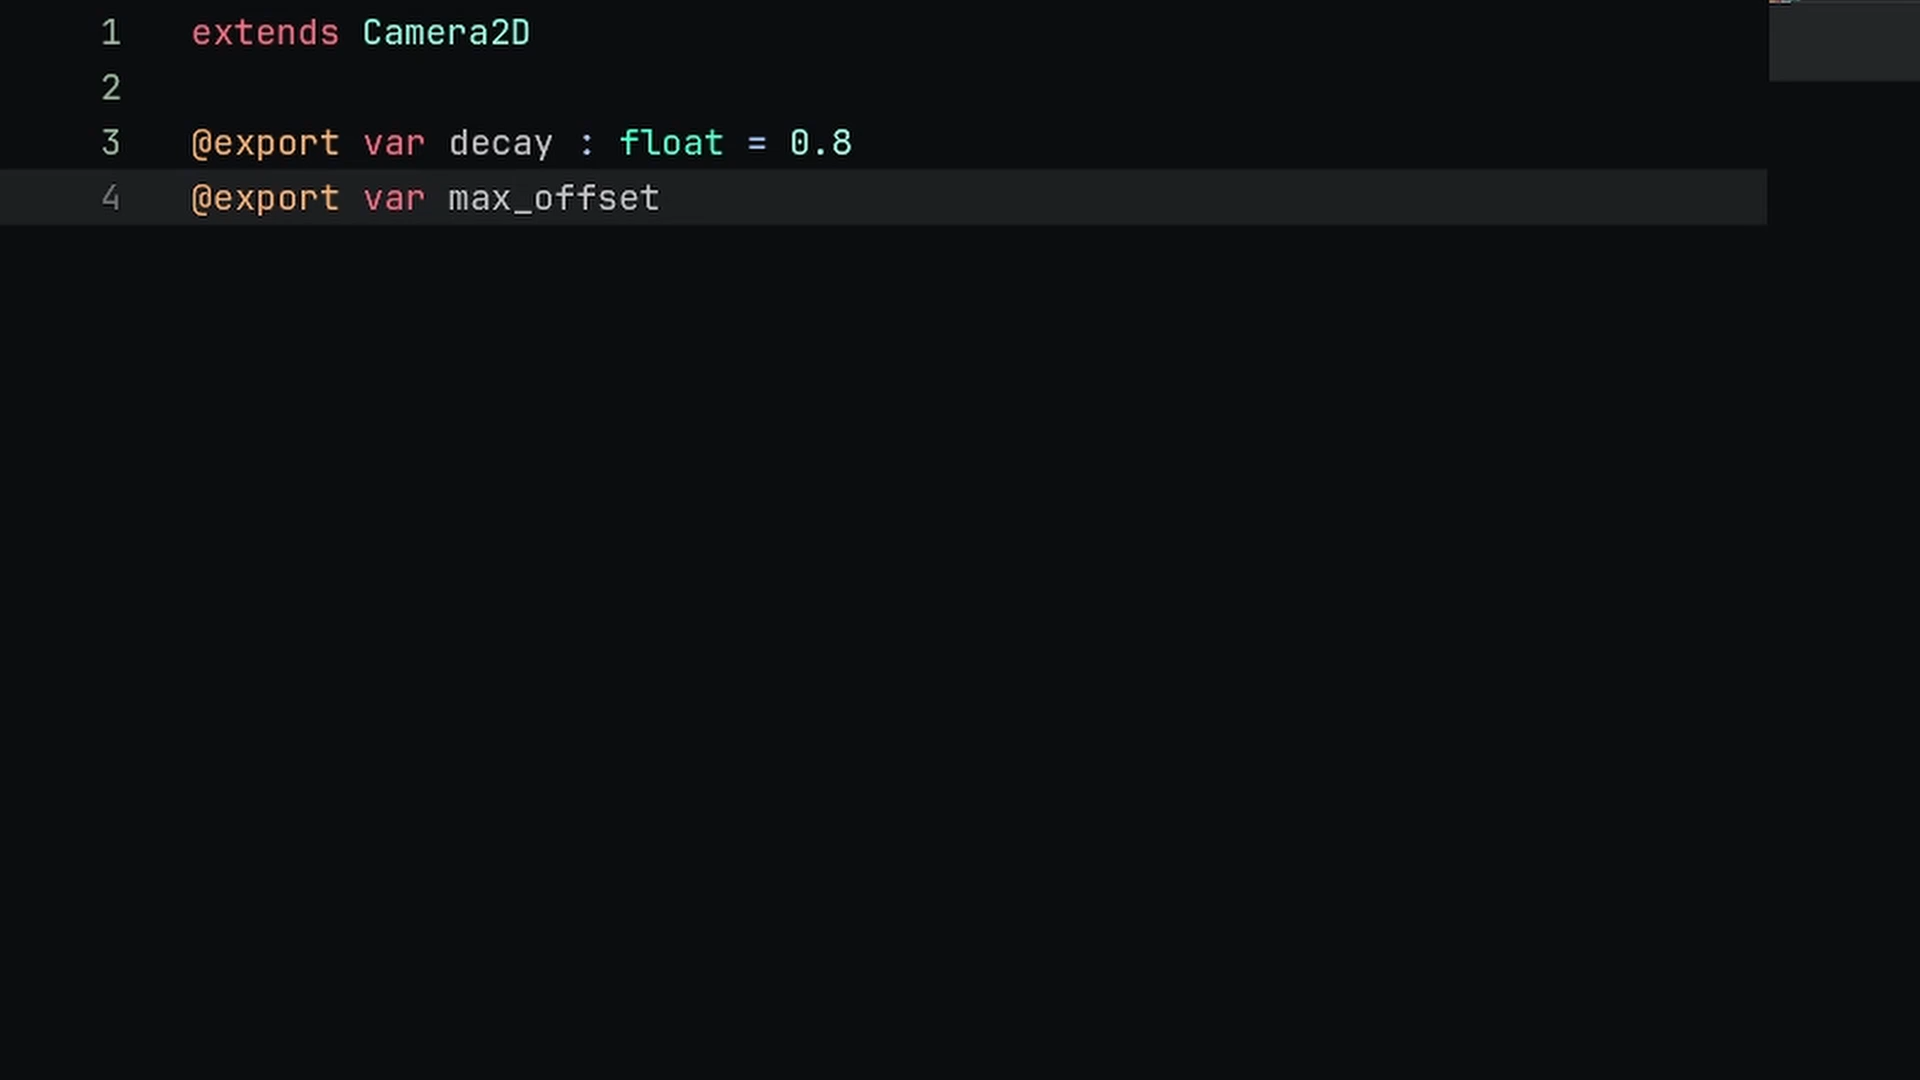 1 extends Camera2D
2
3 @export var decay : float = 0.8
4 @export var max_offset